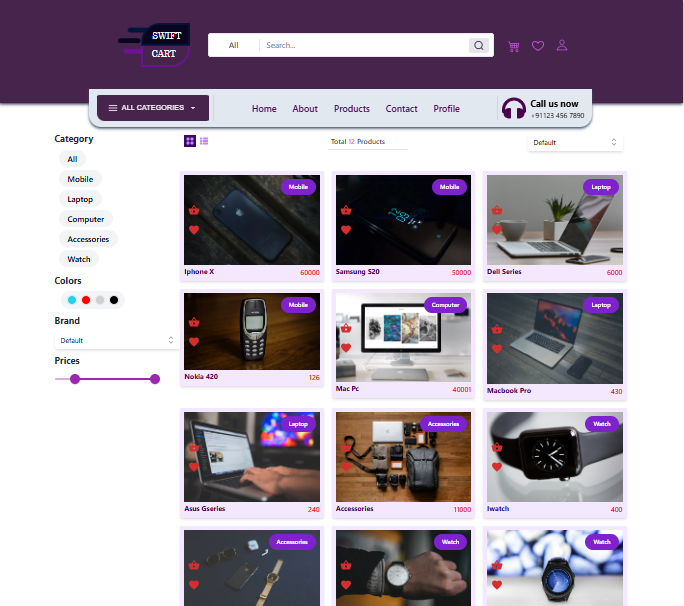 SWIFT
CART
All
Search...
ALL CATEGORIES
Home
About
Products
Contact
Profile
Call us now
+91123 456 7890
Category
All
Mobile
Laptop
Computer
Accessories
Watch
Colors
Brand
Default
Prices
Total 12 Products
Default
Mobile
Iphone X
60000
Mobile
Samsung S20
50000
Laptop
Dell Series
6000
Mobile
Nokia 420
126
Computer
Mac Pc
40001
Laptop
Macbook Pro
430
Laptop
Asus Gseries
240
Accessories
Accessories
11000
Watch
Iwatch
400
Accessories
Watch
Watch